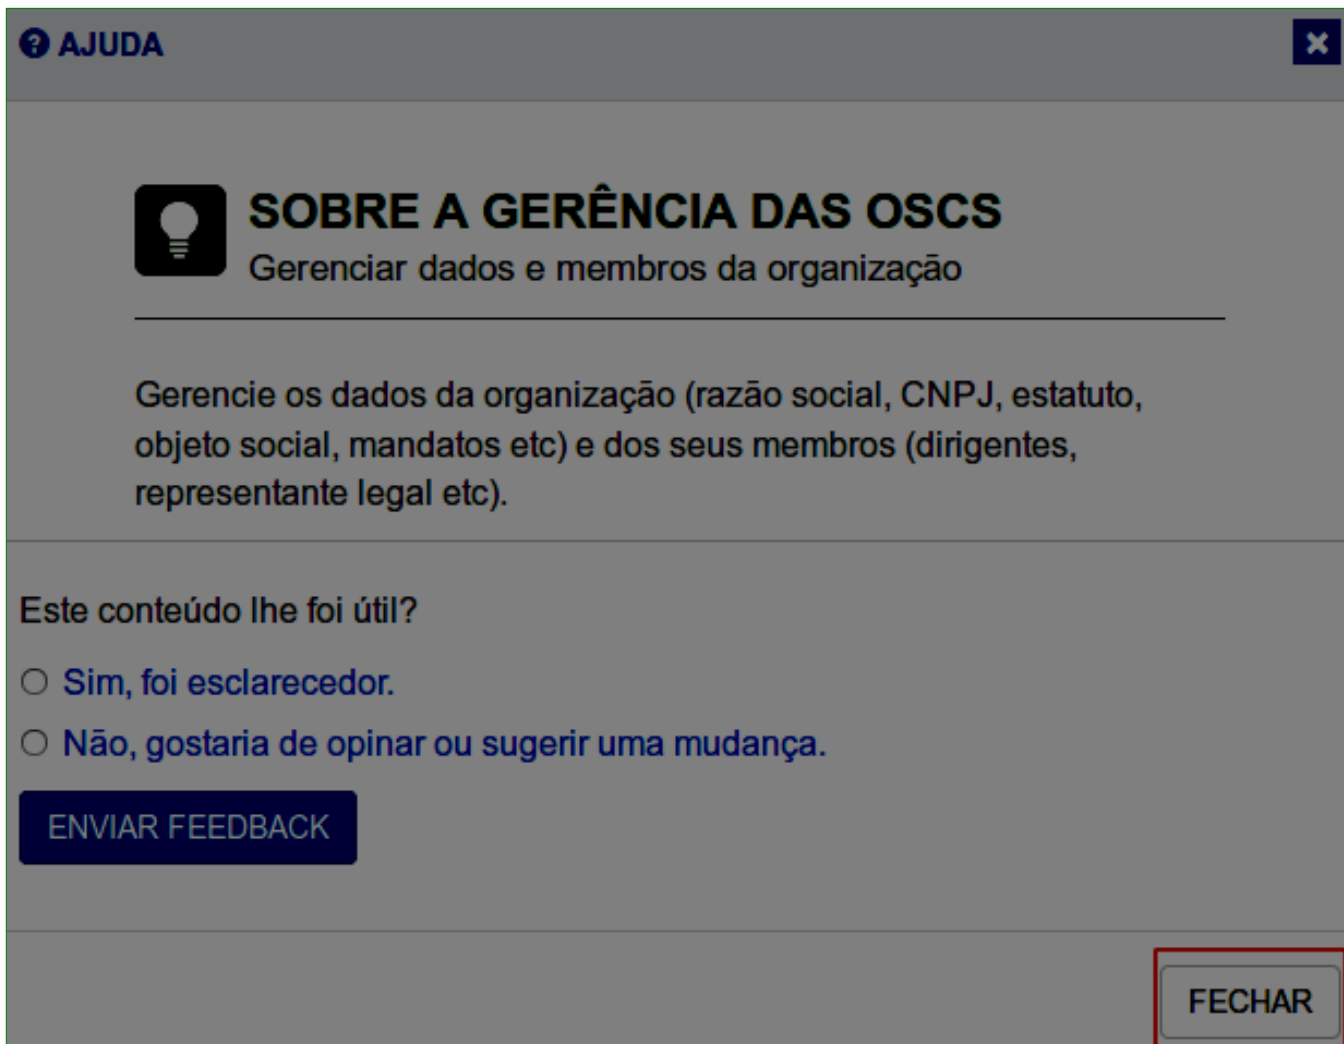 AJUDA
SOBRE A GERÊNCIA DAS OSCS
Gerenciar dados e membros da organização
Gerencie os dados da organização (razão social, CNPJ, estatuto,
objeto social, mandatos etc) e dos seus membros (dirigentes,
representante legal etc).
Este conteúdo lhe foi útil?
Sim, foi esclarecedor.
Não, gostaria de opinar ou sugerir uma mudança.
ENVIAR FEEDBACK
FECHAR